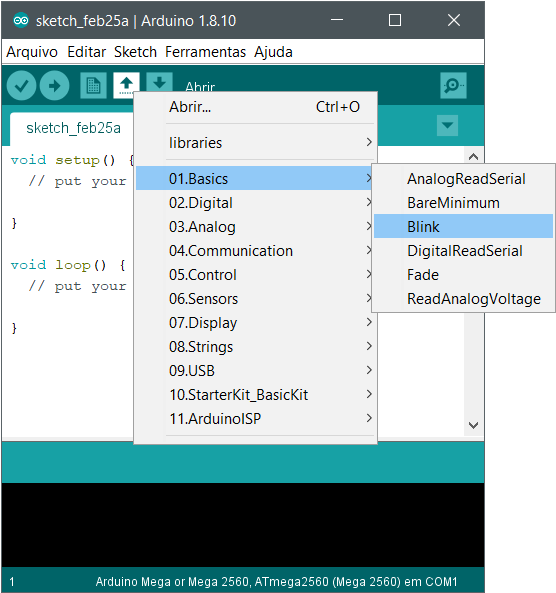 sketch_feb25a | Arduino 1.8.10
Arquivo Editar Sketch Ferramentas Ajuda
Abrir
sketch_feb25a
Abrir... Ctrl+O
libraries
01.Basics
02.Digital
03.Analog
04.Communication
05.Control
06.Sensors
07.Display
08.Strings
09.USB
10.StarterKit_BasicKit
11.ArduinoISP
AnalogReadSerial
BareMinimum
Blink
DigitalReadSerial
Fade
ReadAnalogVoltage
void setup() {
// put your
}
void loop() {
// put your
}
1 Arduino Mega or Mega 2560, ATmega2560 (Mega 2560) em COM1